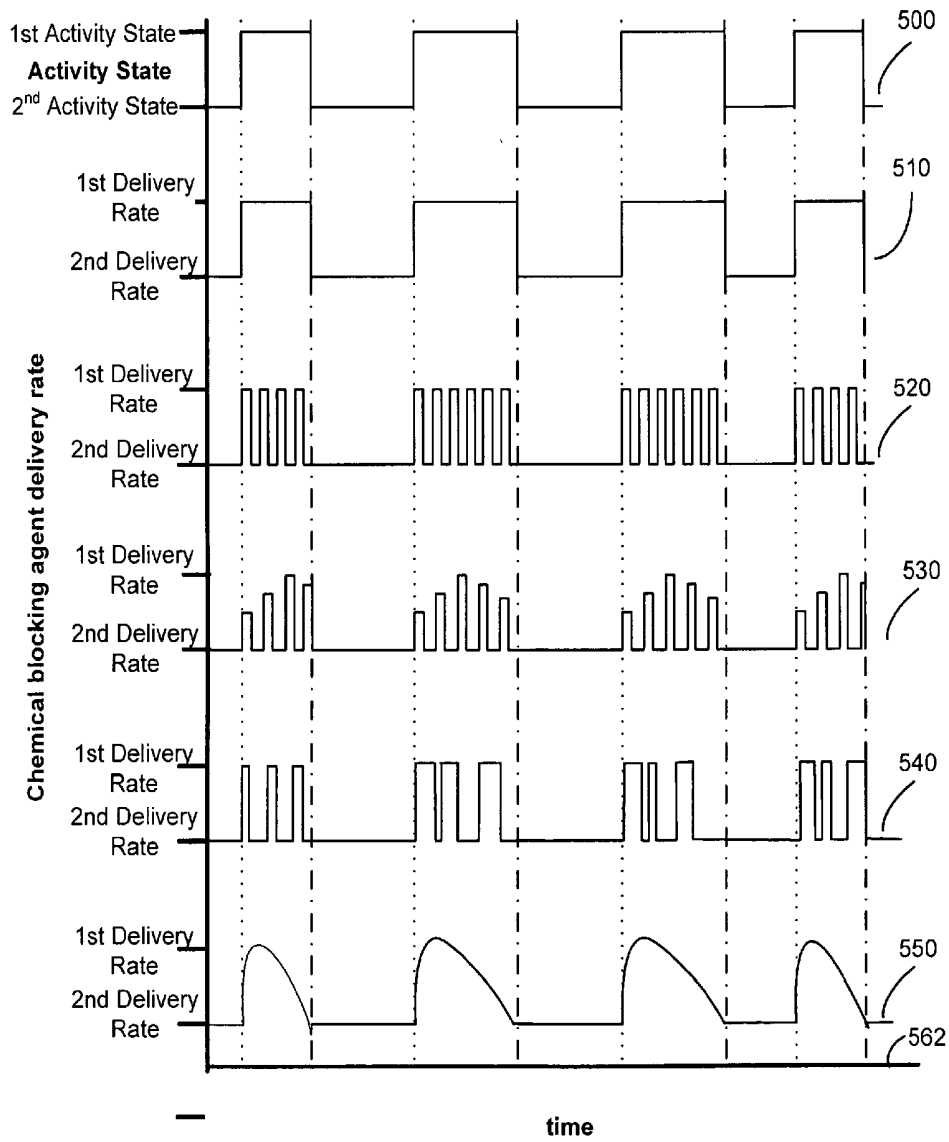 1st Activity State
Activity State
2nd Activity State
500
1st Delivery
Rate
2nd Delivery
Rate
510
Chemical blocking agent delivery rate
1st Delivery
Rate
2nd Delivery
Rate
520
1st Delivery
Rate
2nd Delivery
Rate
530
1st Delivery
Rate
2nd Delivery
Rate
540
1st Delivery
Rate
2nd Delivery
Rate
550
562
time